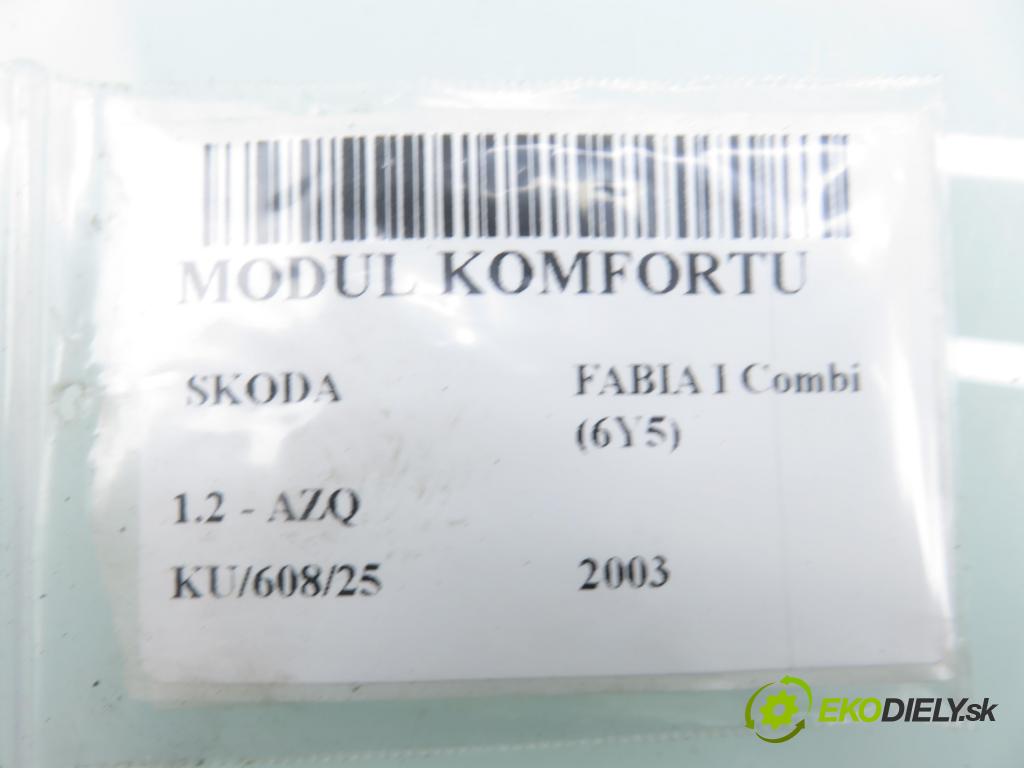 MODUL KOMFORTU
SKODA
FABIA I Combi
(6Y5)
1.2 - AZQ
KU/608/25
2003
EKODIELY.sk